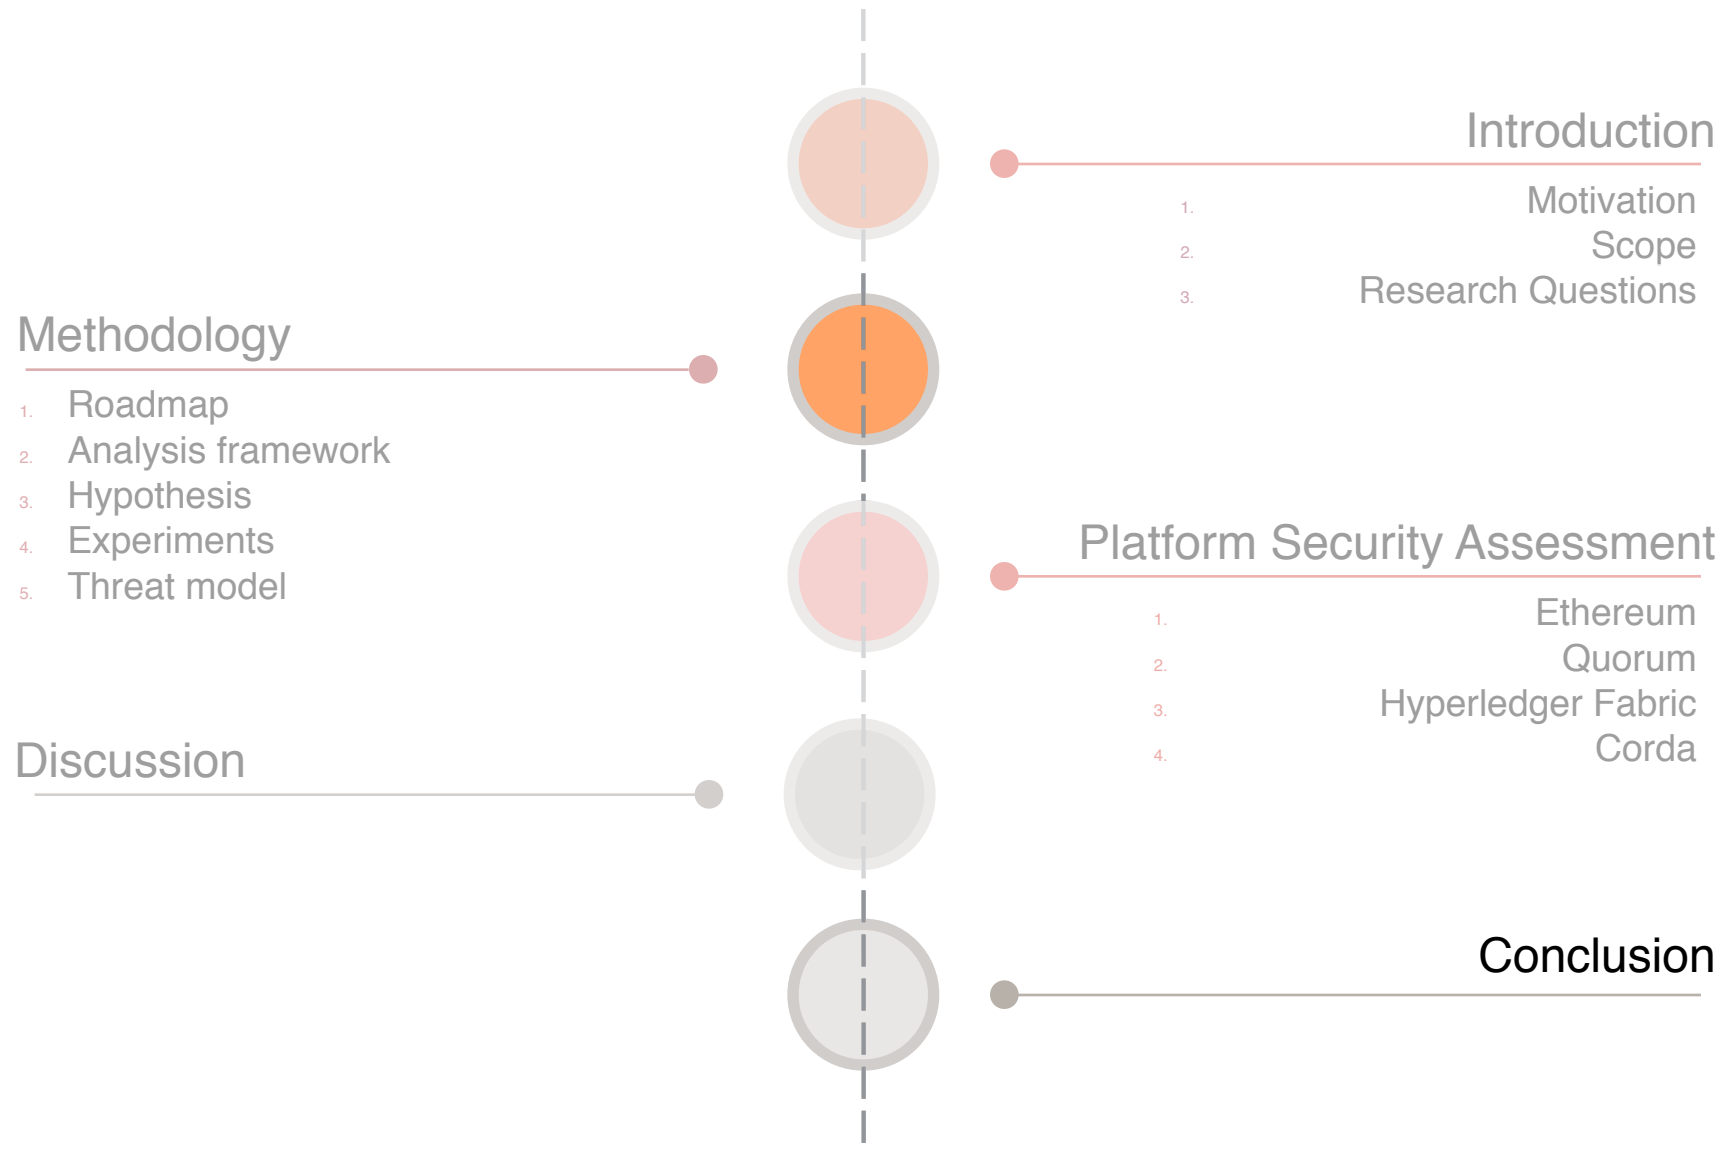 Introduction
1. Motivation
2. Scope
3. Research Questions
Methodology
1. Roadmap
2. Analysis framework
3. Hypothesis
4. Experiments
5. Threat model
Platform Security Assessment
1. Ethereum
2. Quorum
3. Hyperledger Fabric
4. Corda
Discussion
Conclusion